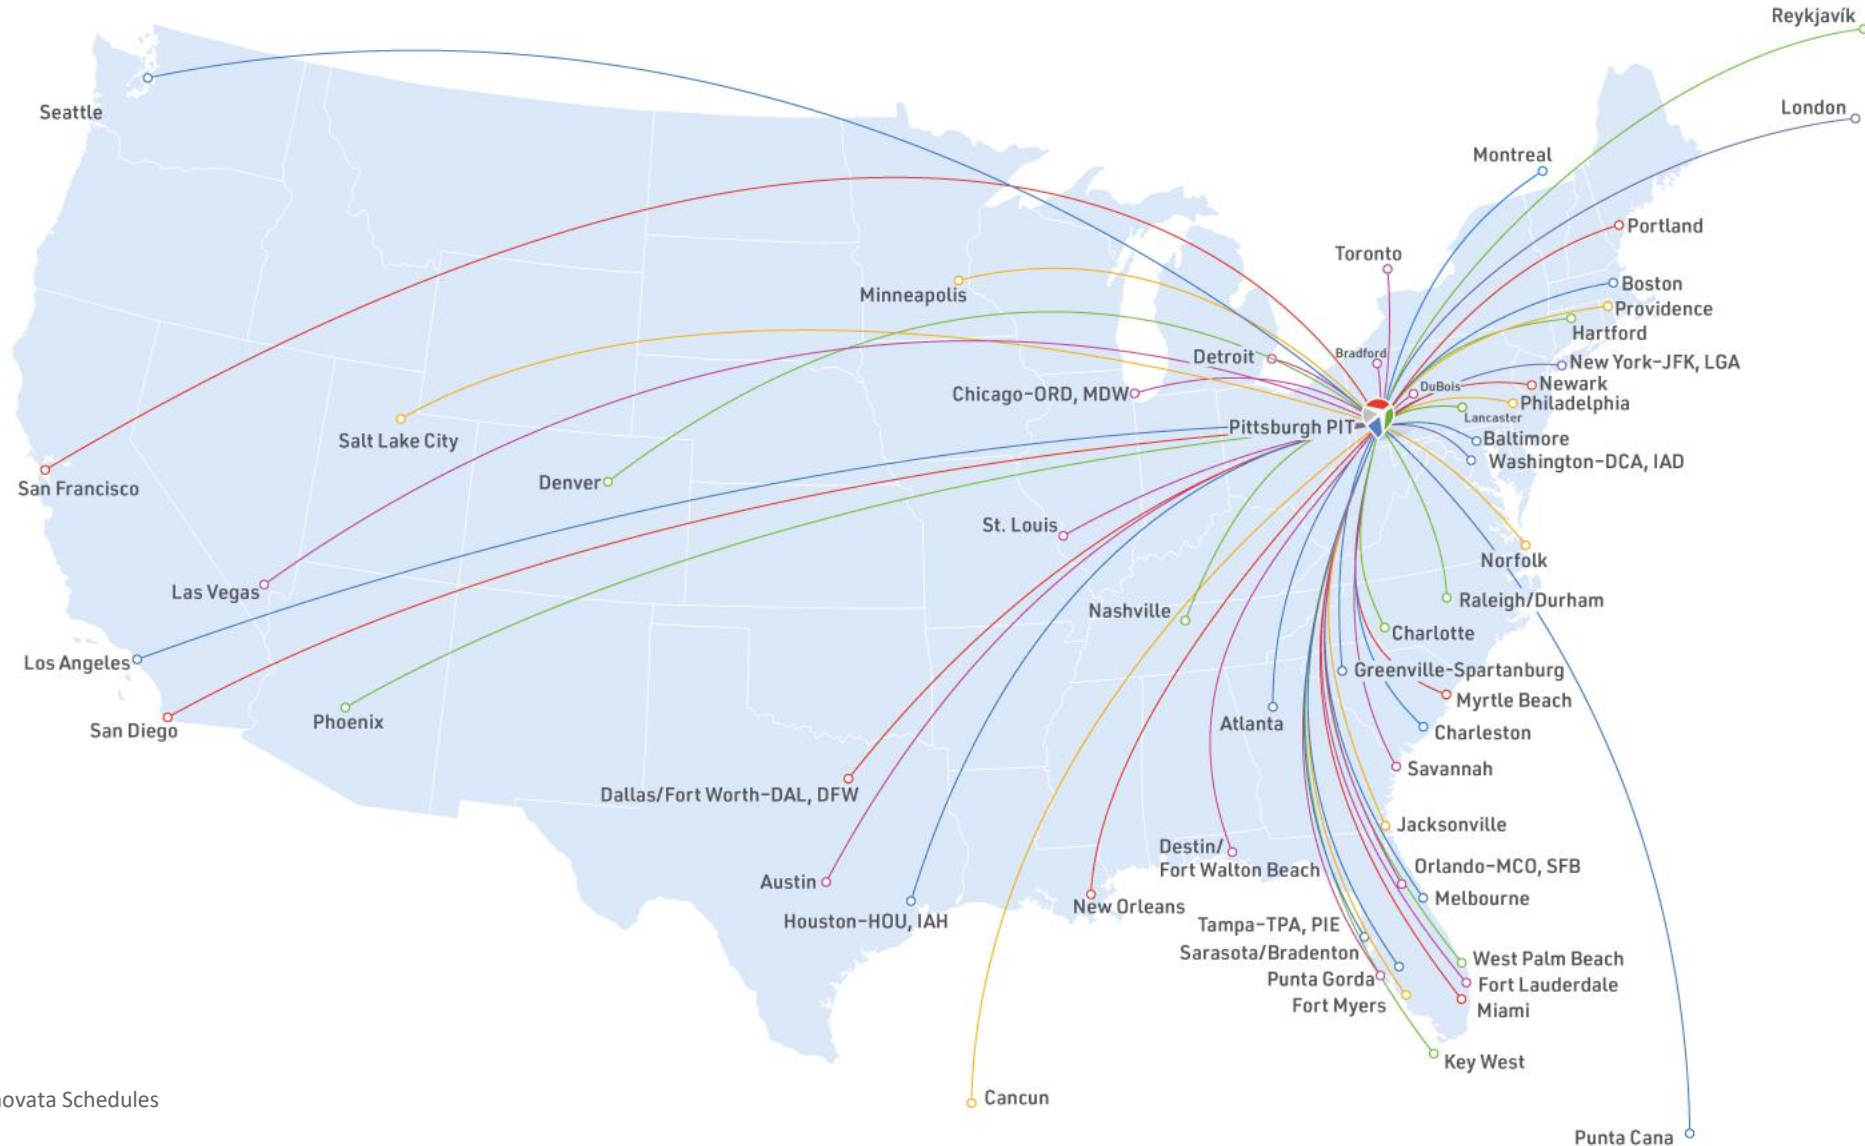 Reykjavík
London
Seattle
Montreal
Portland
Toronto
Boston
Minneapolis
Providence
Hartford
Detroit
Bradford
New York-JFK, LGA
Newark
DuBois
Chicago-ORD, MDW
Philadelphia
Lancaster
Pittsburgh PIT
Salt Lake City
Baltimore
Washington-DCA, IAD
Denver
San Francisco
St. Louis
Norfolk
Las Vegas
Nashville
Raleigh/Durham
Charlotte
Los Angeles
Greenville-Spartanburg
Myrtle Beach
San Diego
Phoenix
Atlanta
Charleston
Savannah
Dallas/Fort Worth-DAL, DFW
Jacksonville
Destin/
Fort Walton Beach
Orlando-MCO, SFB
Austin
Melbourne
New Orleans
Houston-HOU, IAH
Tampa-TPA, PIE
Sarasota/Bradenton
West Palm Beach
Punta Gorda
Fort Lauderdale
Fort Myers
Miami
Key West
Cancun
ovata Schedules
Punta Cana